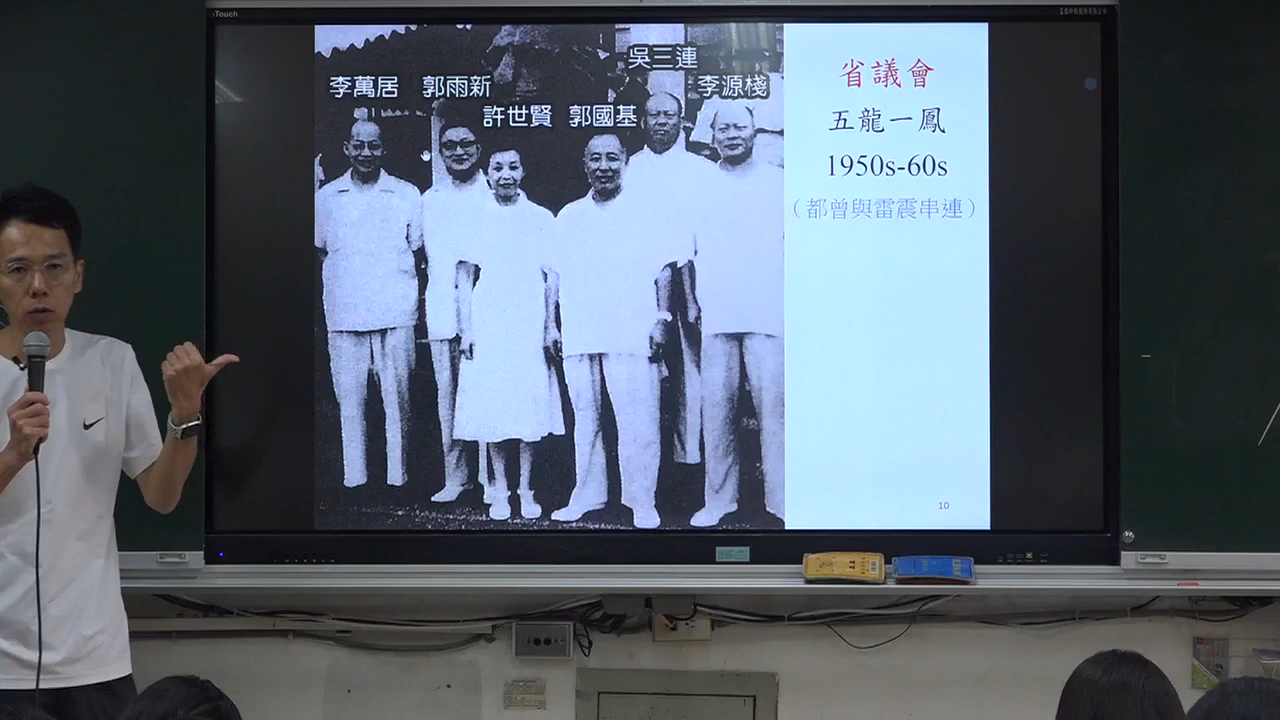 iTouch
吳三連
李萬居 郭雨新 李源棧
許世賢 郭國基
省議會
五龍一鳳
1950s-60s
（都曾與雷震串連）
10